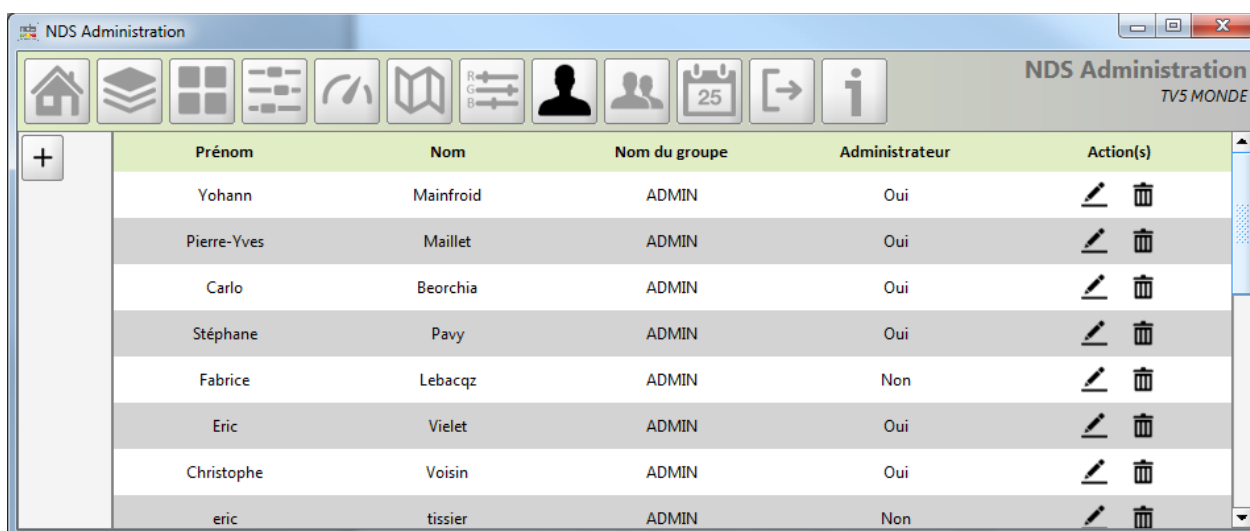 NDS Administration
NDS Administration
TV5 MONDE
R
G
B
25
Prénom Nom Nom du groupe Administrateur Action(s)
Yohann Mainfroid ADMIN Oui
Pierre-Yves Maillet ADMIN Oui
Carlo Beorchia ADMIN Oui
Stéphane Pavy ADMIN Oui
Fabrice Lebacqz ADMIN Non
Eric Vielet ADMIN Oui
Christophe Voisin ADMIN Oui
eric tissier ADMIN Non